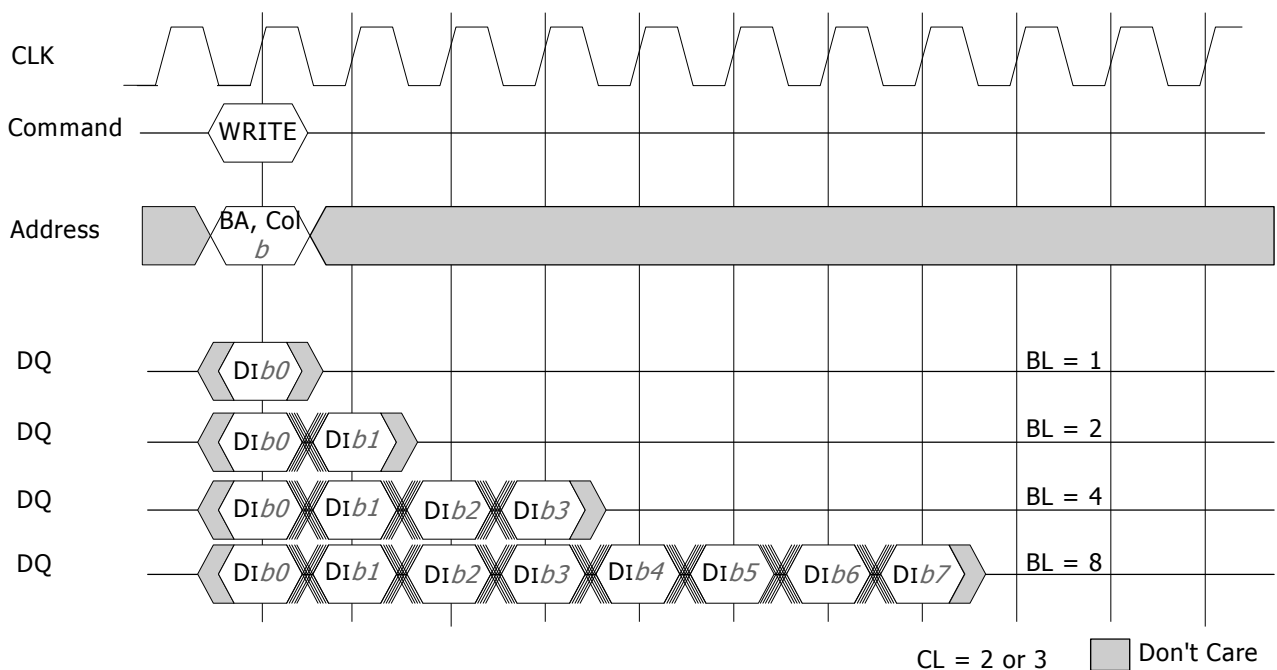 CLK
Command WRITE
Address BA, Col
b
DQ DIb0 BL = 1
DQ DIb0 DIb1 BL = 2
DQ DIb0 DIb1 DIb2 DIb3 BL = 4
DQ DIb0 DIb1 DIb2 DIb3 DIb4 DIb5 DIb6 DIb7 BL = 8
CL = 2 or 3 Don't Care